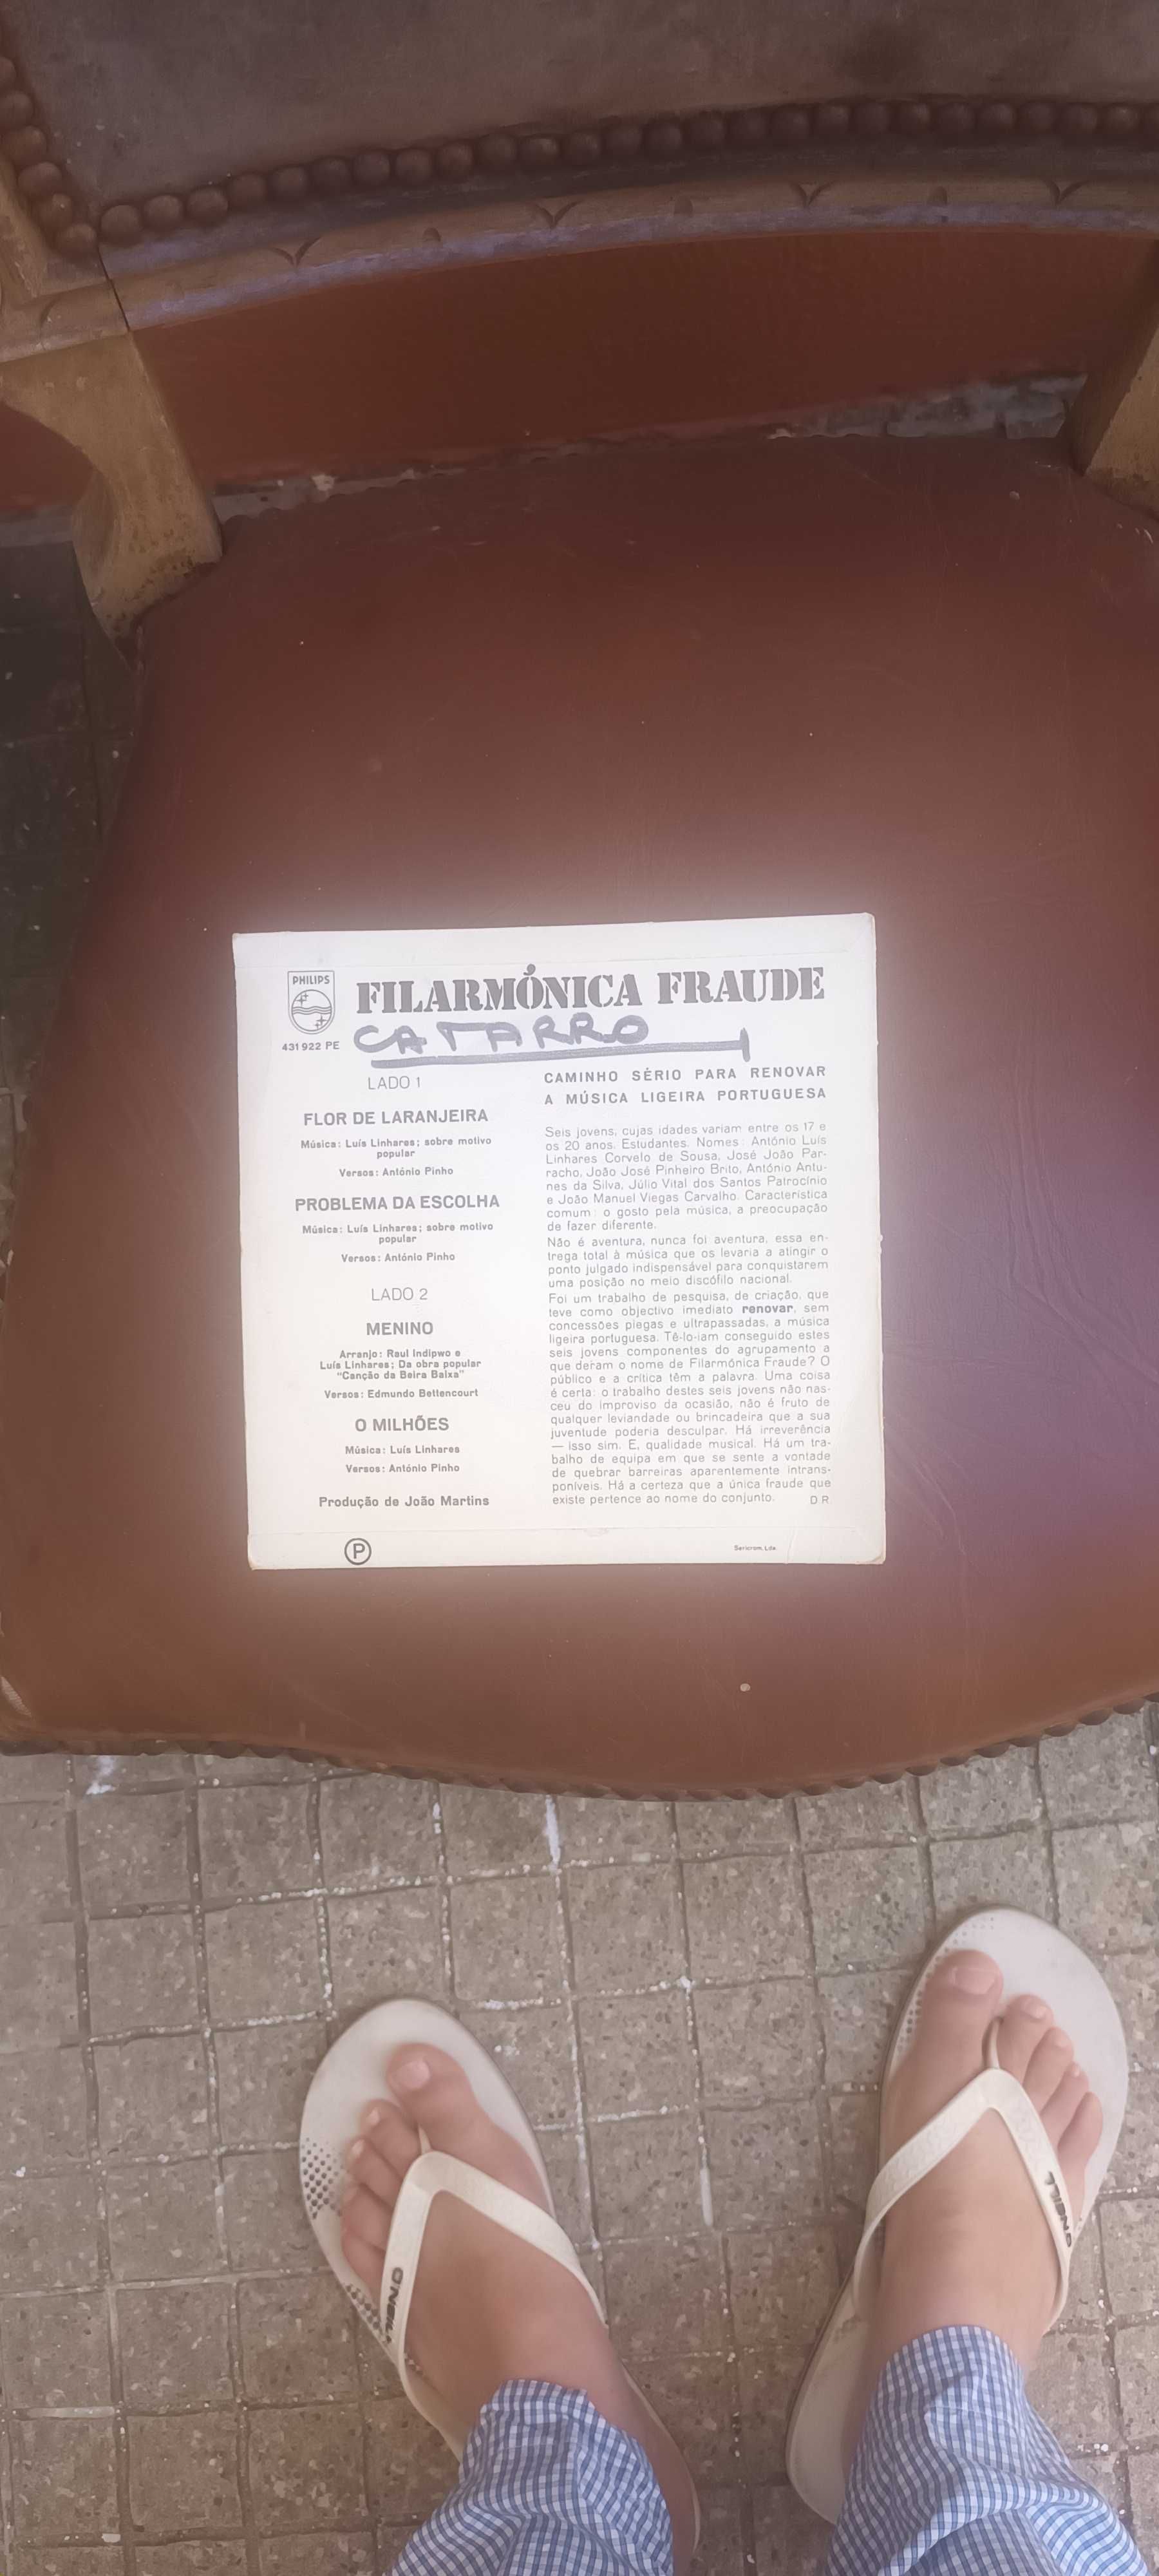 PHILIPS
FILARMÓNICA FRAUDE
431 922 PE
CATARRO
LADO 1
FLOR DE LARANJEIRA
Música: Luís Linhares; sobre motivo
popular
Versos: António Pinho
PROBLEMA DA ESCOLHA
Música: Luís Linhares; sobre motivo
popular
Versos: António Pinho
LADO 2
MENINO
Arranjo: Raul Indipwo e
Luís Linhares; Da obra popular
"Canção da Beira Baixa"
Versos: Edmundo Bettencourt
O MILHÕES
Música: Luís Linhares
Versos: António Pinho
Produção de João Martins
CAMINHO SÉRIO PARA RENOVAR
A MÚSICA LIGEIRA PORTUGUESA
Seis jovens, cujas idades variam entre os 17 e
os 20 anos. Estudantes. Nomes: António Luís
Linhares Corvelo de Sousa, José João Par-
racho, João José Pinheiro Brito, António Antu-
nes da Silva, Júlio Vital dos Santos Patrocínio
e João Manuel Viegas Carvalho. Característica
comum: o gosto pela música, a preocupação
de fazer diferente.
Não é aventura, nunca foi aventura, essa en-
trega total à música que os levaria a atingir o
ponto julgado indispensável para conquistarem
uma posição no meio discófilo nacional.
Foi um trabalho de pesquisa, de criação, que
teve como objectivo imediato renovar, sem
concessões piegas e ultrapassadas, a música
ligeira portuguesa. Tê-lo-iam conseguido estes
seis jovens componentes do agrupamento a
que deram o nome de Filarmónica Fraude? O
público e a crítica têm a palavra. Uma coisa
é certa: o trabalho destes seis jovens não nas-
ceu do improviso da ocasião, não é fruto de
qualquer leviandade ou brincadeira que a sua
juventude poderia desculpar. Há irreverência
— isso sim. E, qualidade musical. Há um tra-
balho de equipa em que se sente a vontade
de quebrar barreiras aparentemente intrans-
poníveis. Há a certeza que a única fraude que
existe pertence ao nome do conjunto. D R
P
Sericrom, Lda
O'NEILL
O'NEILL